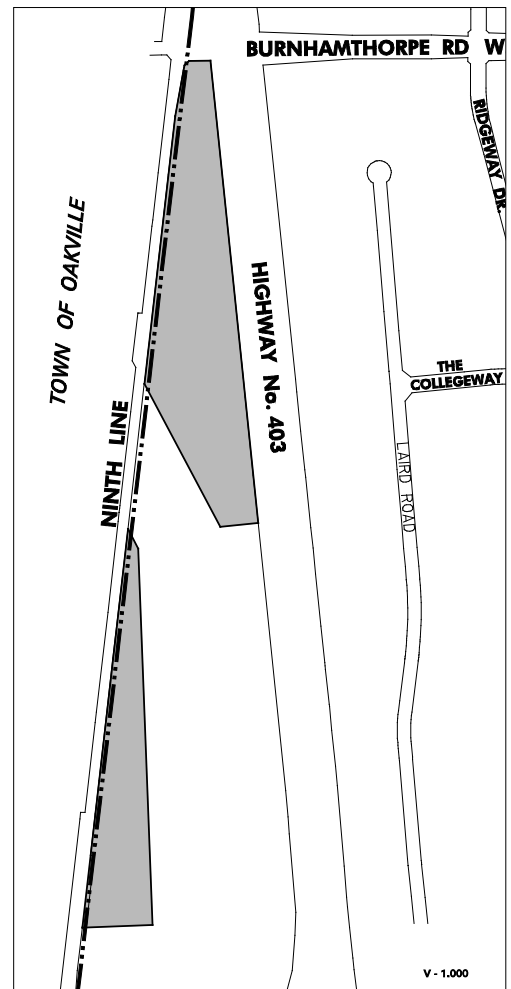 BURNHAMTHORPE RD W
RIDGEWAY DR.
TOWN OF OAKVILLE
HIGHWAY No. 403
THE
COLLEGEWAY
NINTH LINE
LAIRD ROAD
V - 1.000